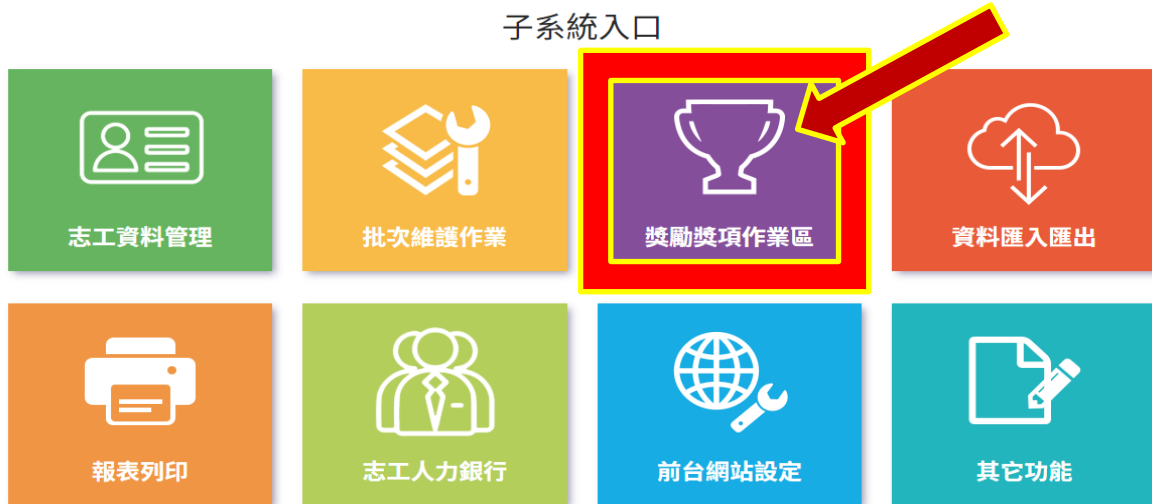 子系統入口
志工資料管理
批次維護作業
獎勵獎項作業區
資料匯入匯出
報表列印
志工人力銀行
前台網站設定
其它功能